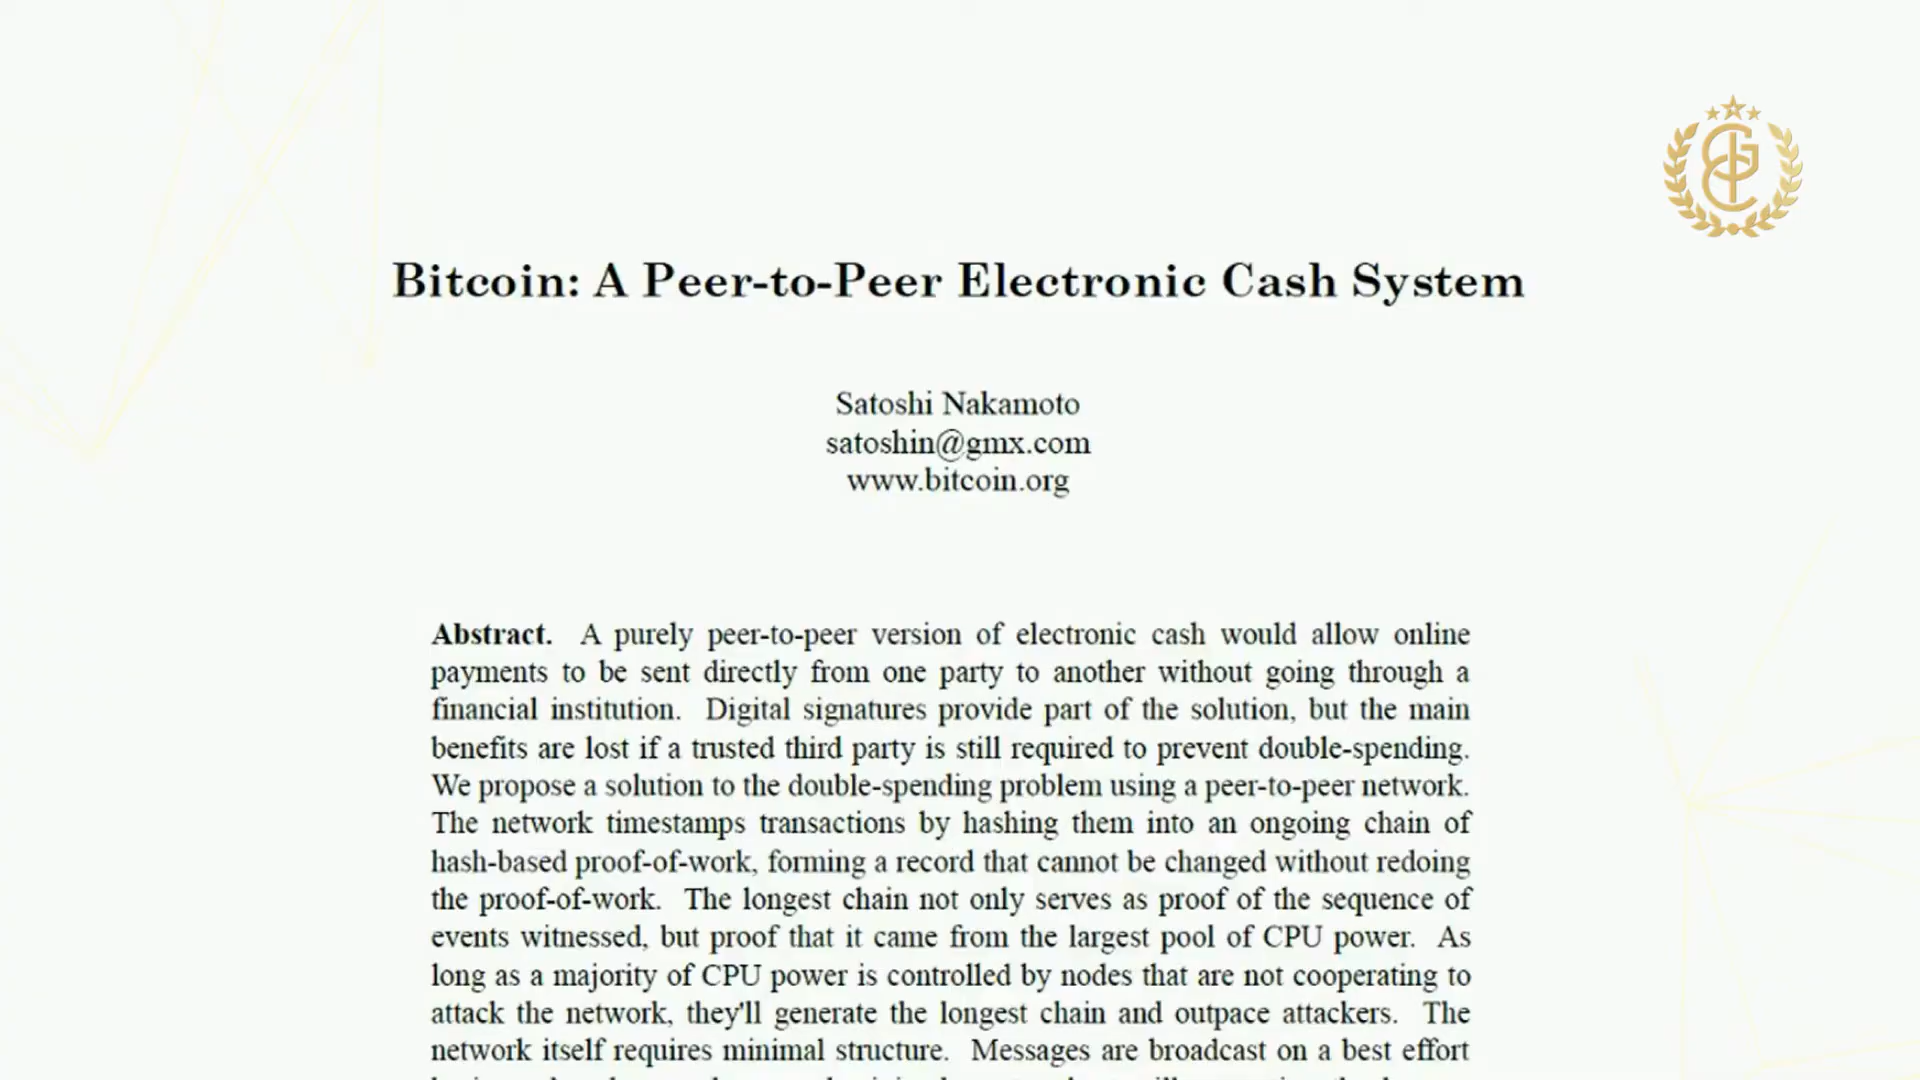 Bitcoin: A Peer-to-Peer Electronic Cash System
Satoshi Nakamoto
satoshin@gmx.com
www.bitcoin.org
Abstract. A purely peer-to-peer version of electronic cash would allow online
payments to be sent directly from one party to another without going through a
financial institution. Digital signatures provide part of the solution, but the main
benefits are lost if a trusted third party is still required to prevent double-spending.
We propose a solution to the double-spending problem using a peer-to-peer network.
The network timestamps transactions by hashing them into an ongoing chain of
hash-based proof-of-work, forming a record that cannot be changed without redoing
the proof-of-work. The longest chain not only serves as proof of the sequence of
events witnessed, but proof that it came from the largest pool of CPU power. As
long as a majority of CPU power is controlled by nodes that are not cooperating to
attack the network, they'll generate the longest chain and outpace attackers. The
network itself requires minimal structure. Messages are broadcast on a best effort